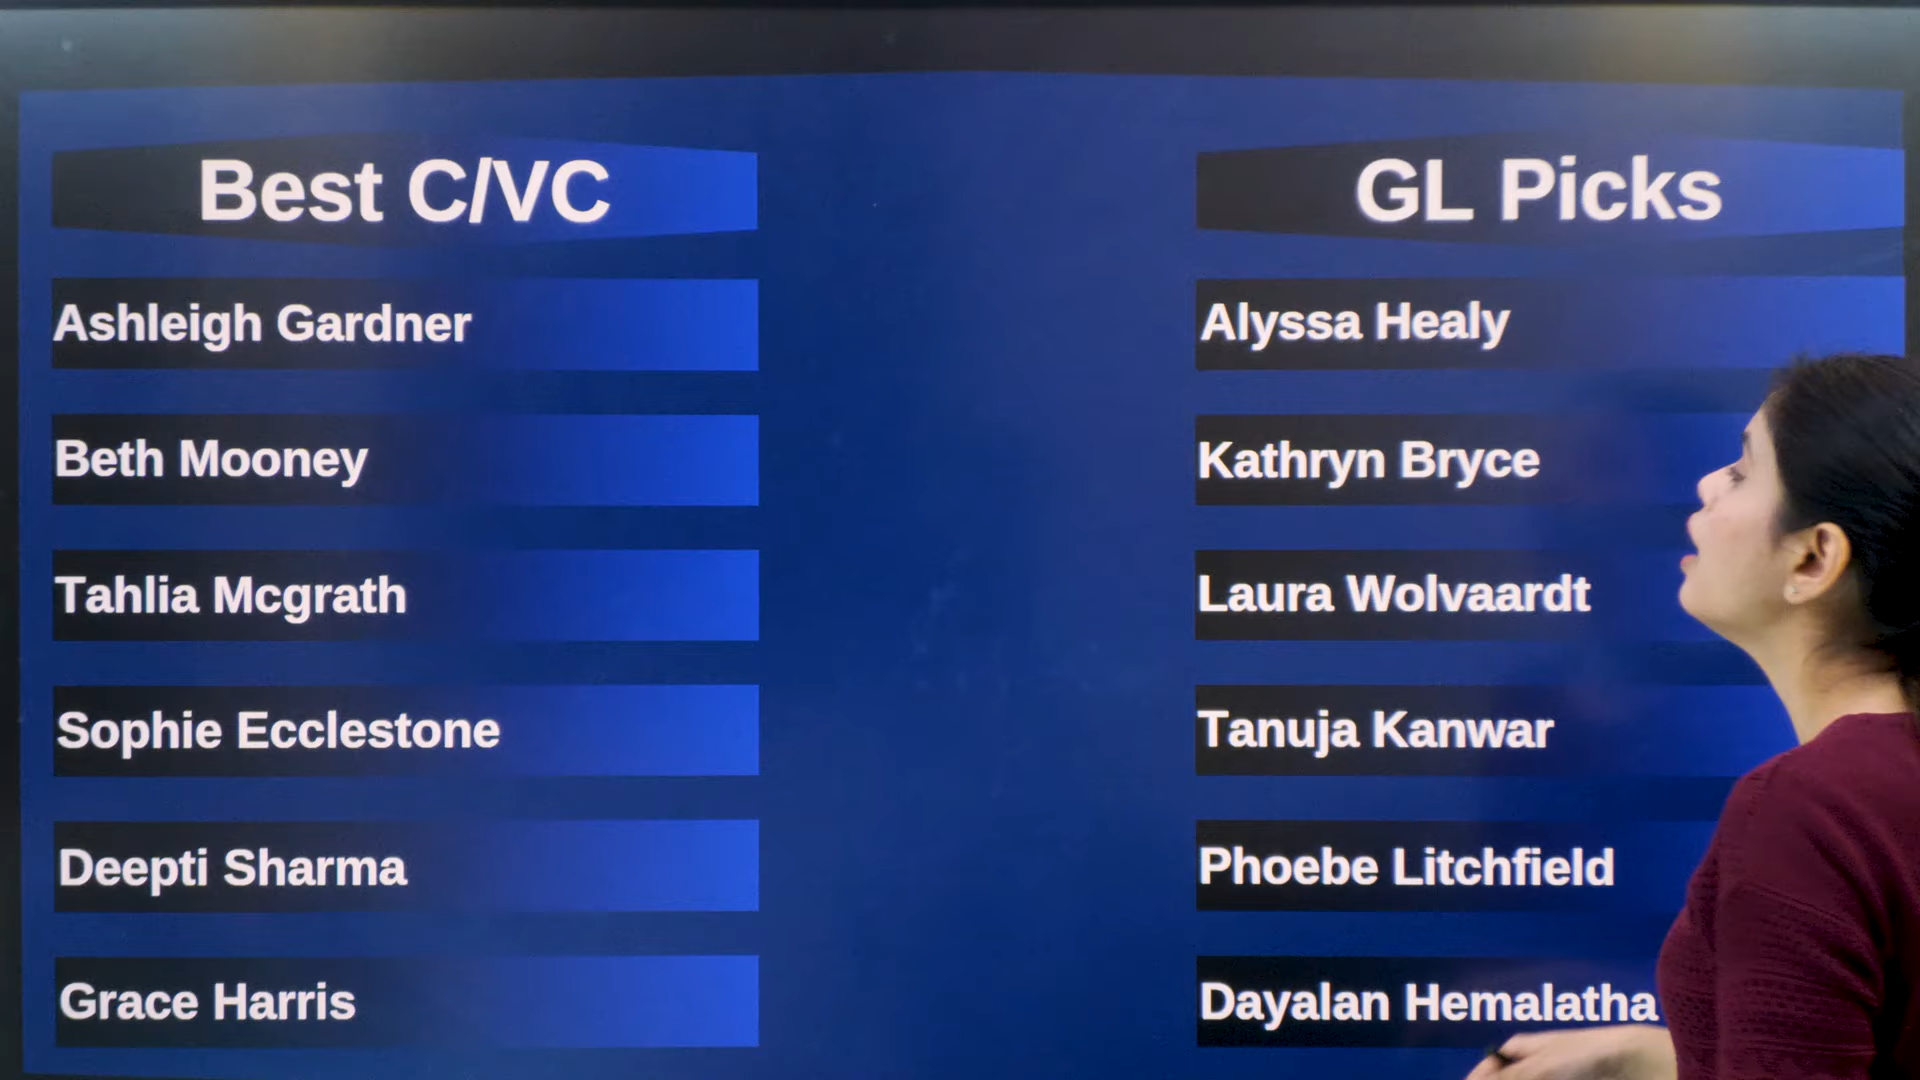 Best C/VC
Ashleigh Gardner
Beth Mooney
Tahlia Mcgrath
Sophie Ecclestone
Deepti Sharma
Grace Harris
GL Picks
Alyssa Healy
Kathryn Bryce
Laura Wolvaardt
Tanuja Kanwar
Phoebe Litchfield
Dayalan Hemalatha